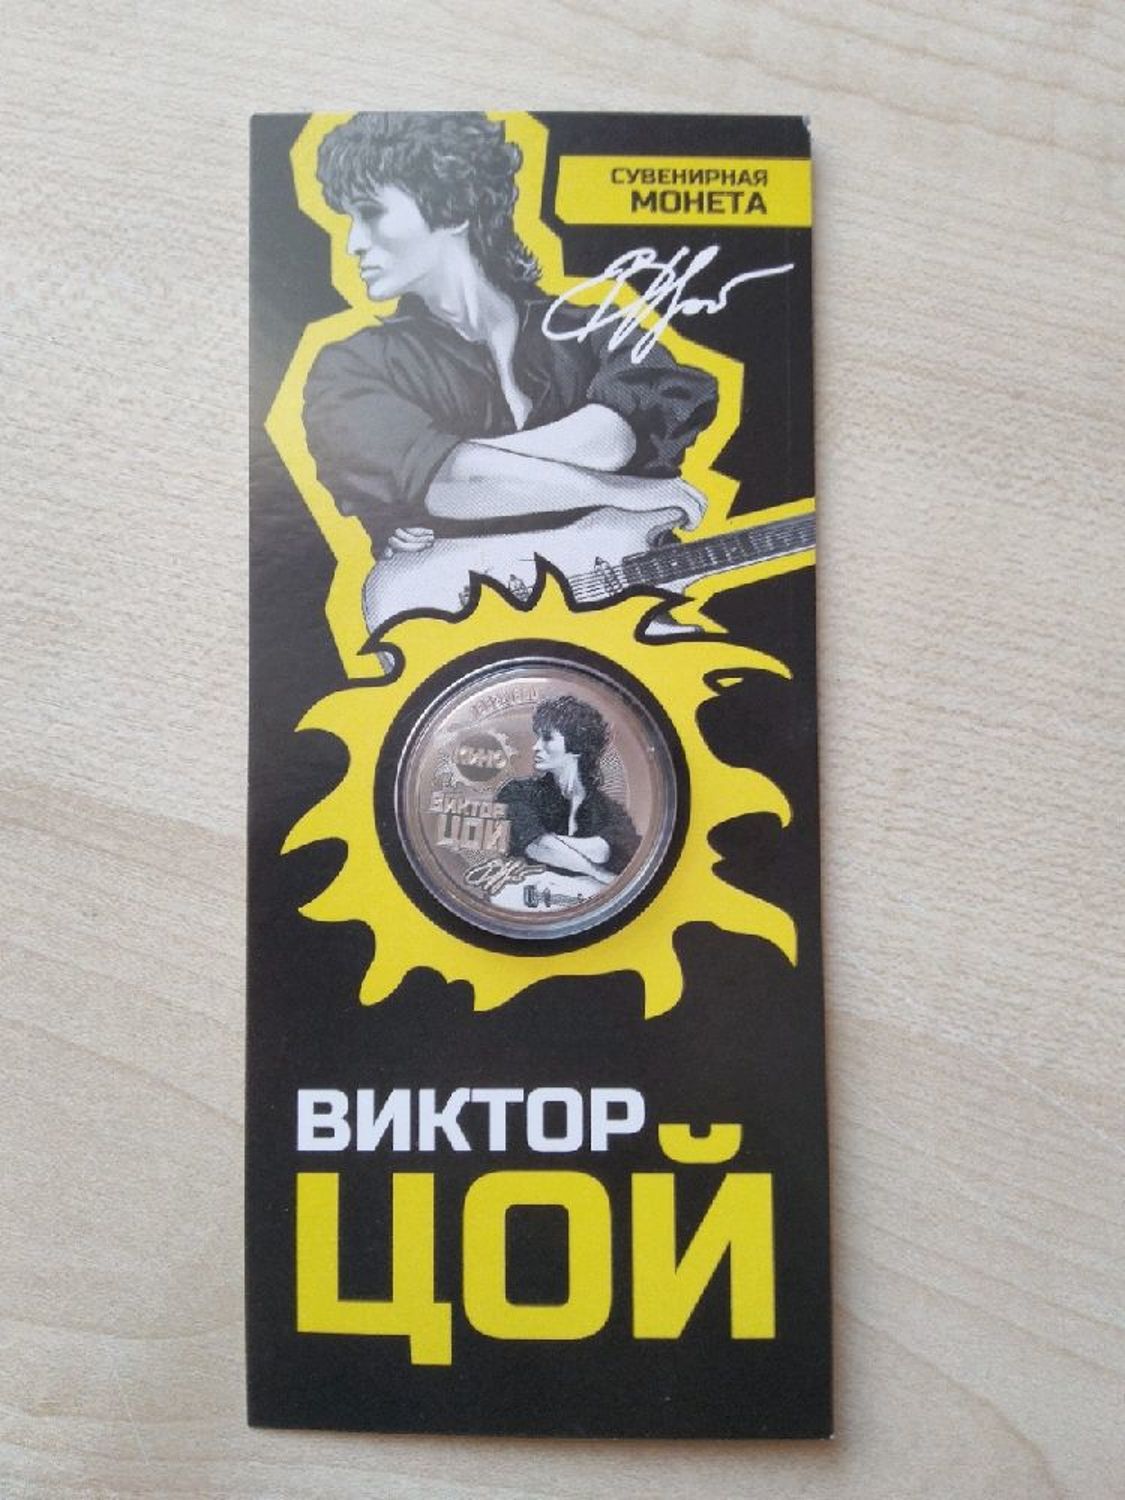 СУВЕНИРНАЯ
МОНЕТА
КИНО
ВИКТОР
ЦОЙ
ВИКТОР
ЦОЙ